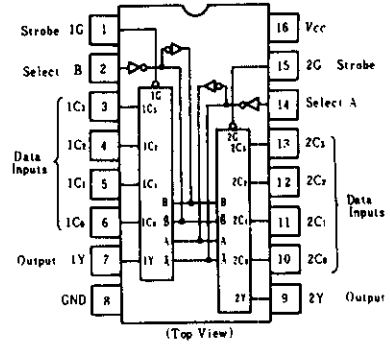 Strobe 1G 1 16 Vcc
Select B 2 1G 15 2G Strobe
1C3 3 1C3 2G 14 Select A
1C2 4 1C2 2C3 13 2C3
Data Inputs
1C1 5 1C1 2C2 12 2C2
Data Inputs
1C0 6 1C0 B B 2C1 11 2C1
B̅ B̅
A A
Output 1Y 7 1Y A̅ A̅ 2C0 10 2C0
GND 8 2Y 9 2Y Output
(Top View)